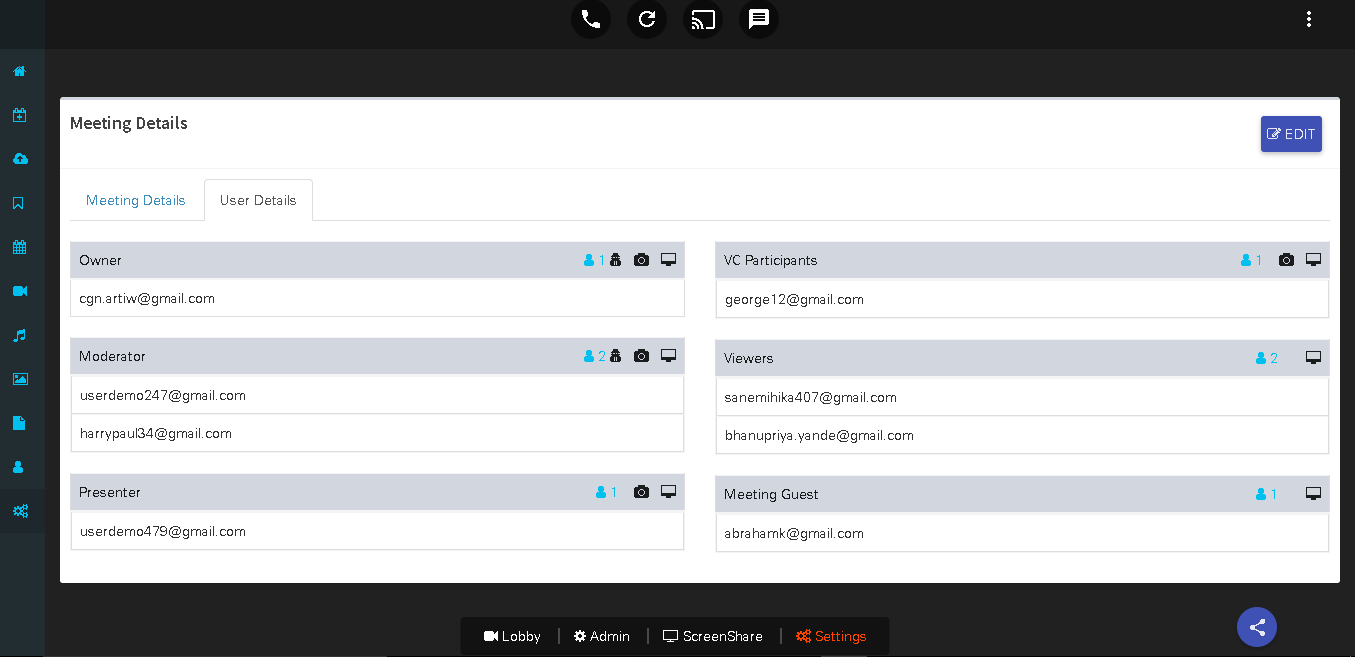 Meeting Details
EDIT
Meeting Details
User Details
Owner 1
cgn.artiw@gmail.com
VC Participants 1
george12@gmail.com
Moderator 2
userdemo247@gmail.com
harrypaul34@gmail.com
Viewers 2
sanemihika407@gmail.com
bhanupriya.yande@gmail.com
Presenter 1
userdemo479@gmail.com
Meeting Guest 1
abrahamk@gmail.com
Lobby | Admin | ScreenShare | Settings